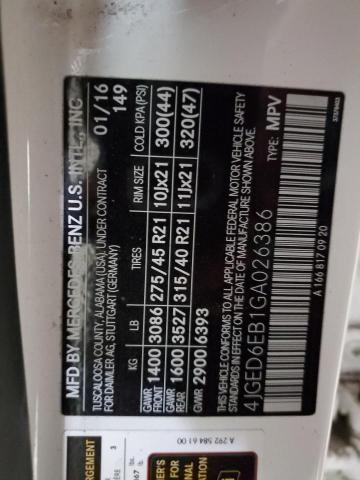 MFD BY MERCEDES-BENZ U.S. INTL., INC
TUSCALOOSA COUNTY, ALABAMA (USA) UNDER CONTRACT
FOR DAIMLER AG, STUTTGART (GERMANY)
01/16
149
KG LB TIRES RIM SIZE COLD KPA(PSI)
GAWR FRONT 1400 3086 275/45 R21 10Jx21 300(44)
GAWR REAR 1600 3527 315/40 R21 11Jx21 320(47)
GVWR 2900 6393
THIS VEHICLE CONFORMS TO ALL APPLICABLE FEDERAL MOTOR VEHICLE SAFETY
STANDARDS IN EFFECT ON THE DATE OF MANUFACTURE SHOWN ABOVE.
4JGED6EB1GA026386 TYPE: MPV
A 166 817 09 20
A 292 584 61 00
3
lbs
FOR